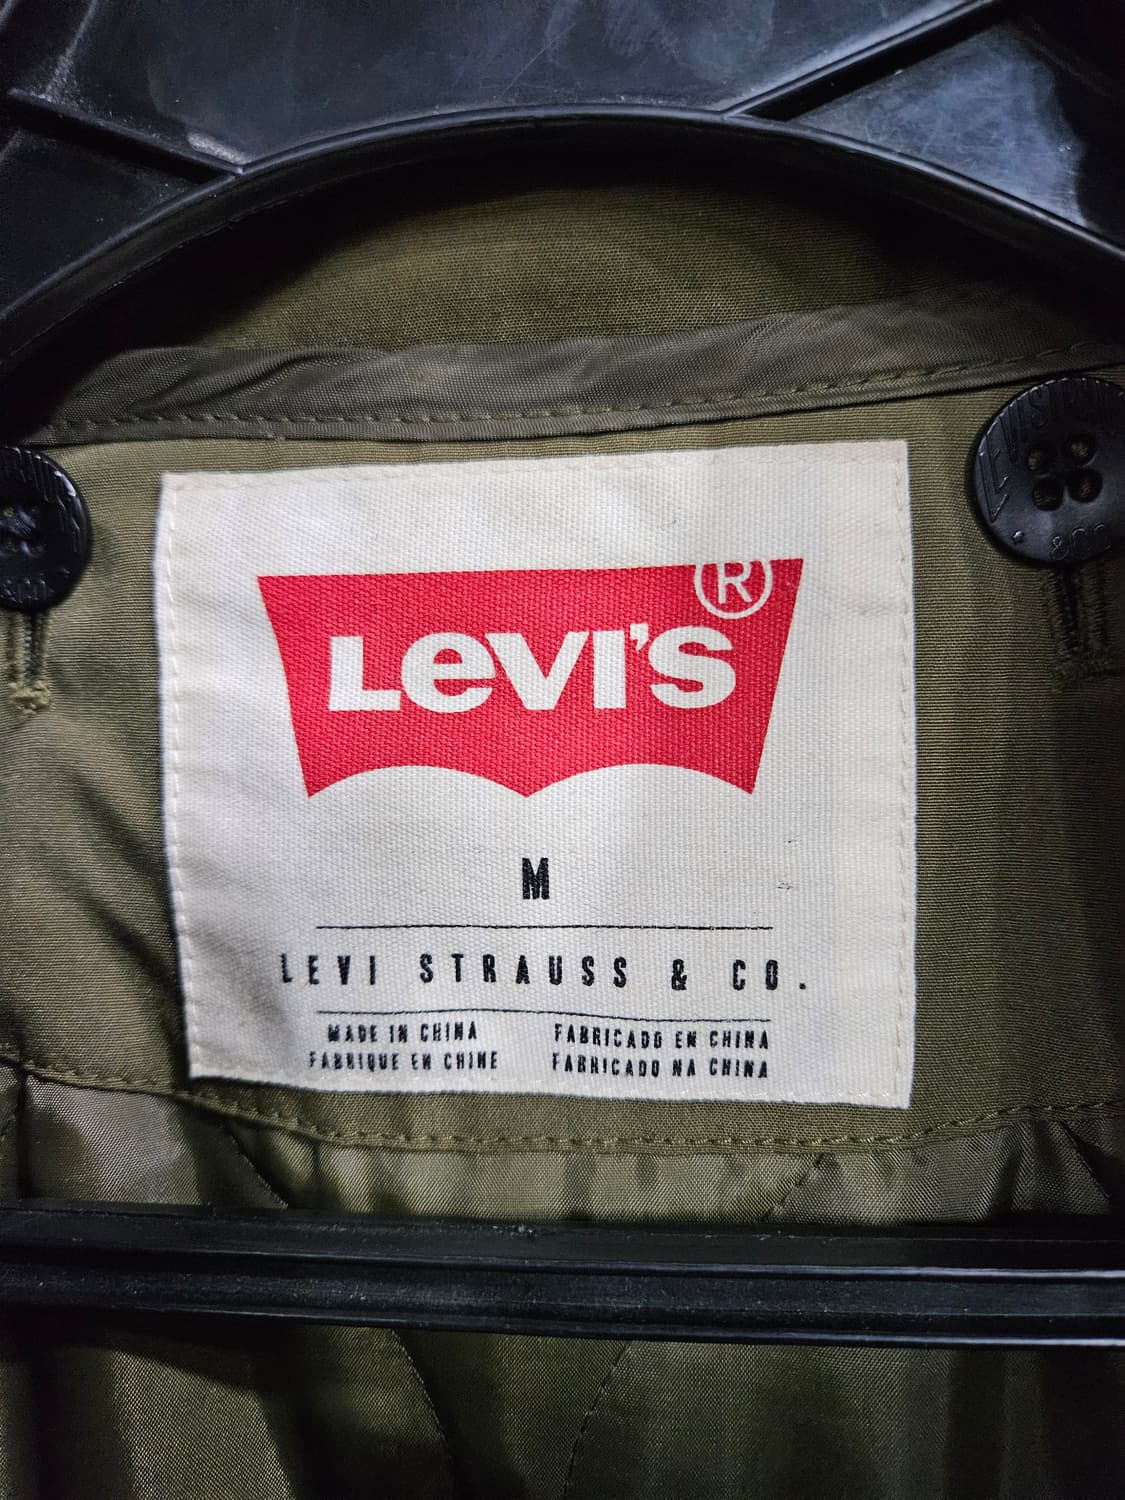 LEVI'S ®
M
LEVI STRAUSS & CO.
MADE IN CHINA
FABRIQUE EN CHINE
FABRICADO EN CHINA
FABRICADO NA CHINA